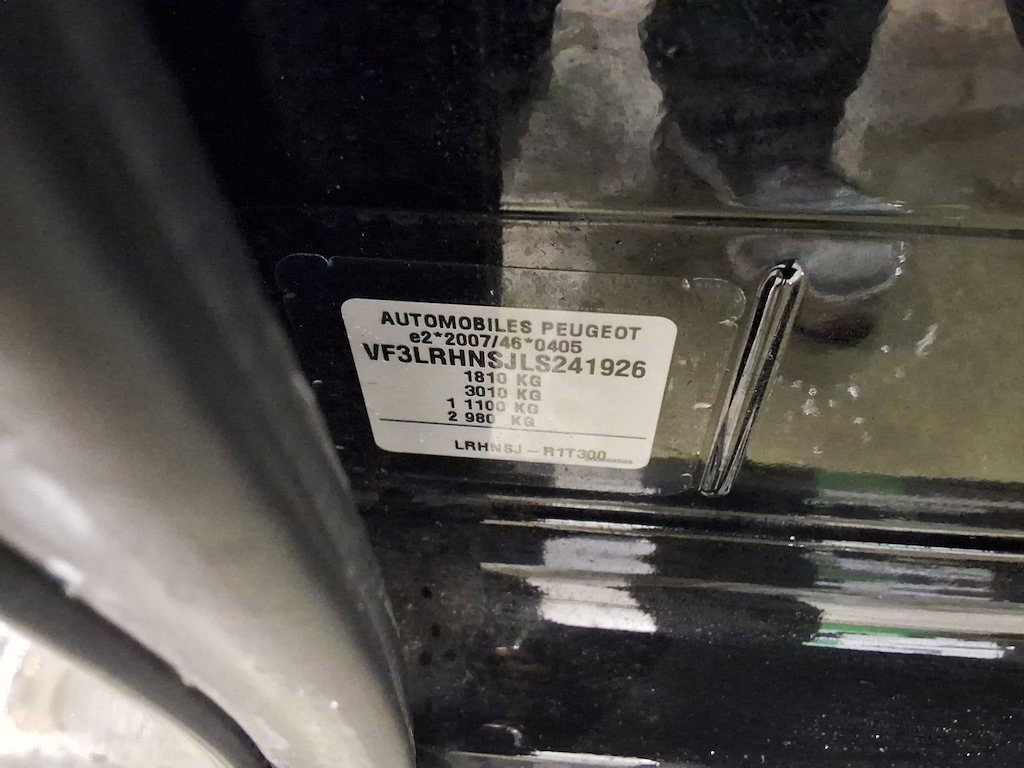 AUTOMOBILES PEUGEOT
e2*2007/46*0405
VF3LRHNSJLS241926
1810 KG
3010 KG
1 1100 KG
2 980 KG
LRHNSJ - R1T300